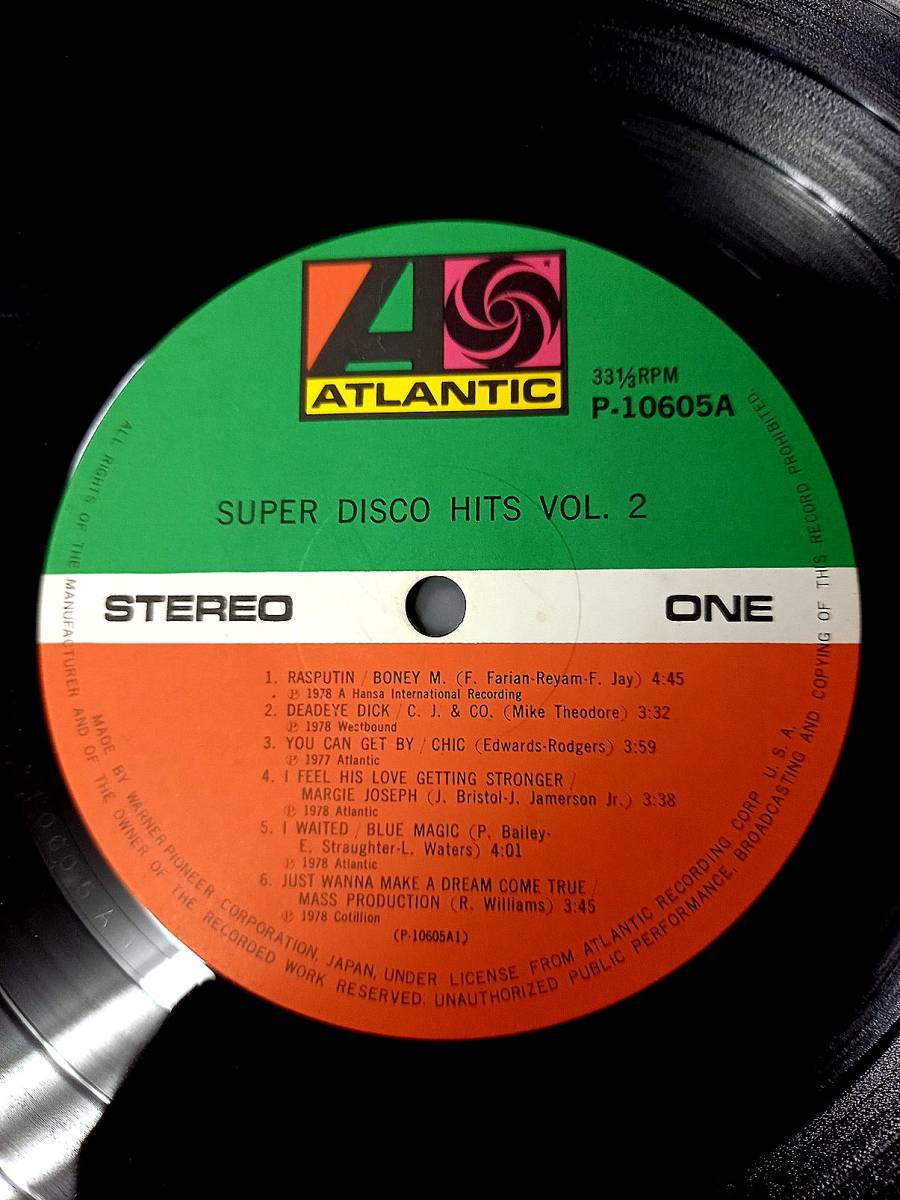 ATLANTIC
33⅓RPM
P-10605A
SUPER DISCO HITS VOL. 2
STEREO
ONE
1. RASPUTIN / BONEY M. (F. Farian-Reyam-F. Jay) 4:45
℗ 1978 A Hansa International Recording
2. DEADEYE DICK / C. J. & CO. (Mike Theodore) 3:32
℗ 1978 Westbound
3. YOU CAN GET BY / CHIC (Edwards-Rodgers) 3:59
℗ 1977 Atlantic
4. I FEEL HIS LOVE GETTING STRONGER /
MARGIE JOSEPH (J. Bristol-J. Jamerson Jr.) 3:38
℗ 1978 Atlantic
5. I WAITED / BLUE MAGIC (P. Bailey-
E. Straughter-L. Waters) 4:01
℗ 1978 Atlantic
6. JUST WANNA MAKE A DREAM COME TRUE /
MASS PRODUCTION (R. Williams) 3:45
℗ 1978 Cotillion
(P-10605A1)
MADE BY WARNER-PIONEER CORPORATION, JAPAN, UNDER LICENSE FROM ATLANTIC RECORDING CORP. U.S.A.
ALL RIGHTS OF THE MANUFACTURER AND OF THE OWNER OF THE RECORDED WORK RESERVED. UNAUTHORIZED PUBLIC PERFORMANCE, BROADCASTING AND COPYING OF THIS RECORD PROHIBITED.